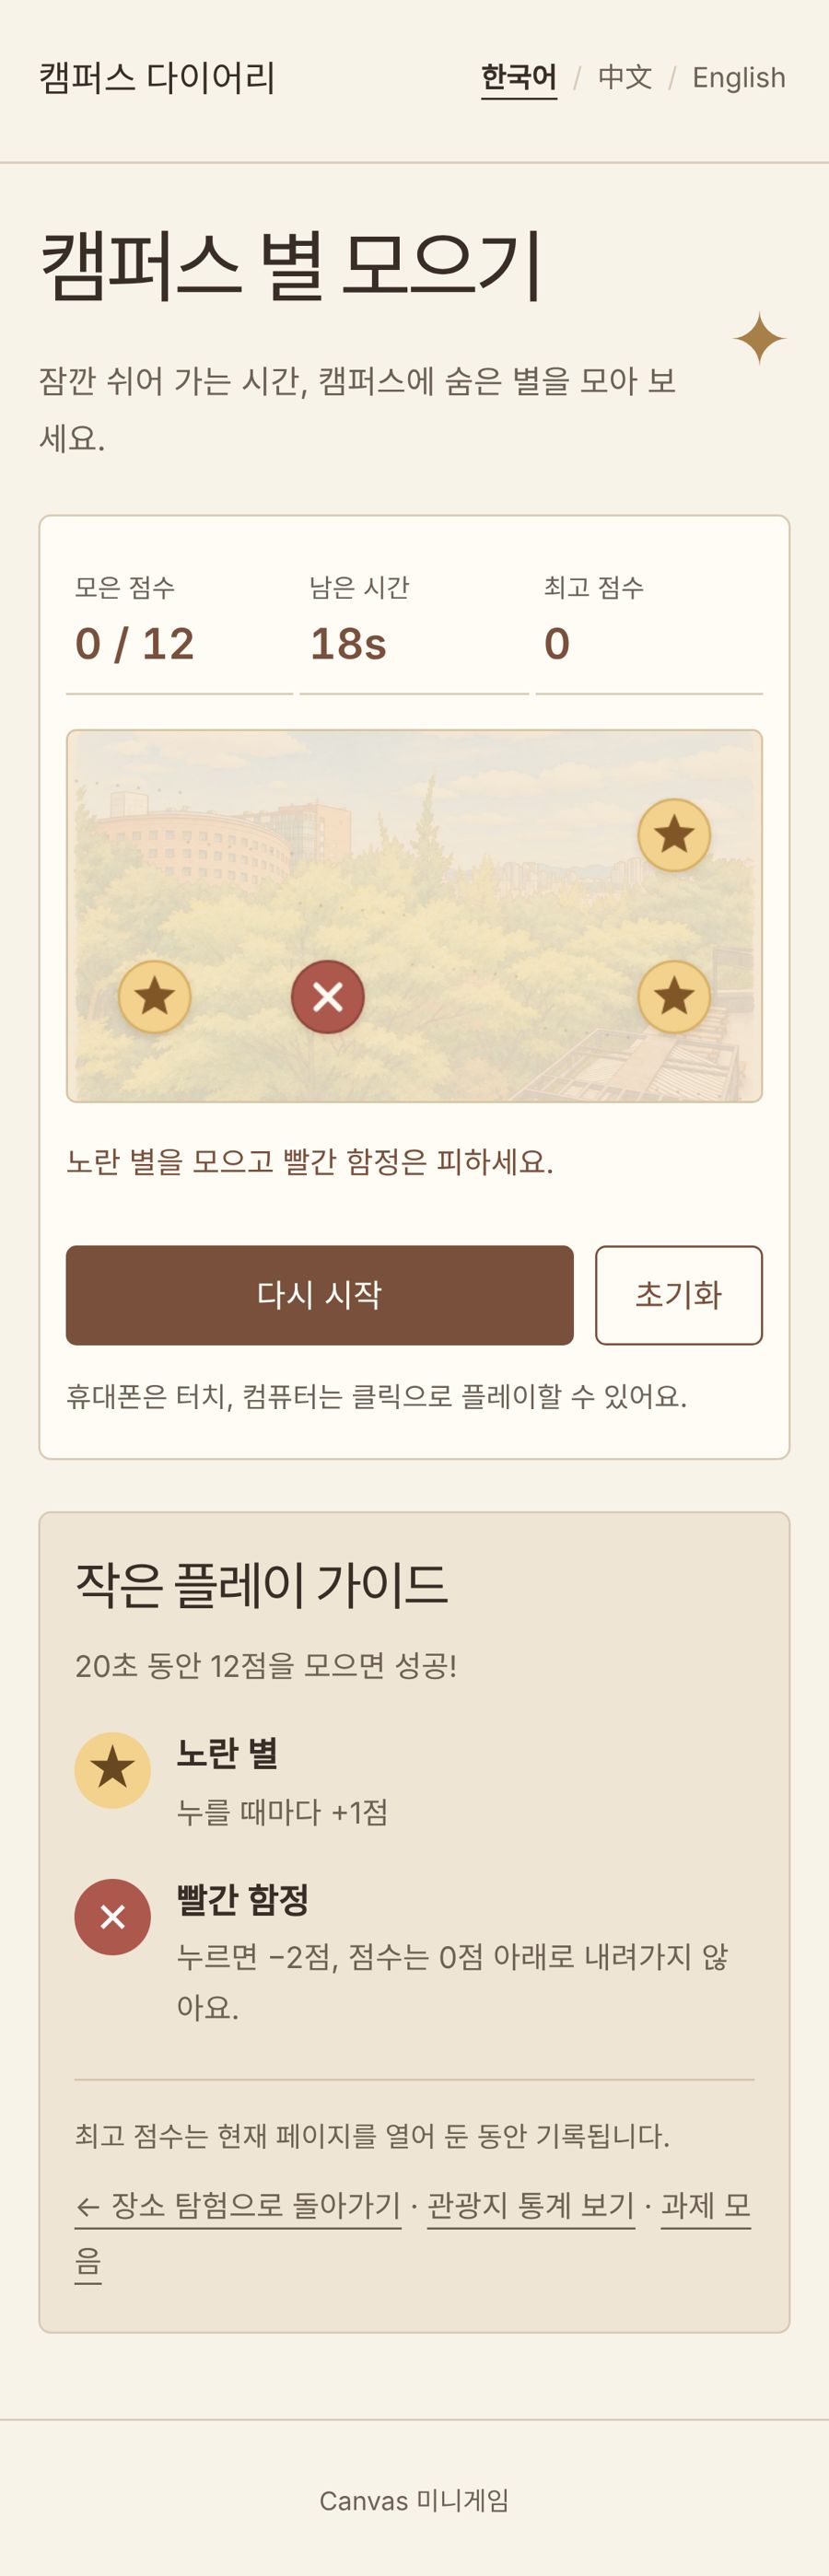 캠퍼스 다이어리
한국어 / 中文 / English
캠퍼스 별 모으기
잠깐 쉬어 가는 시간, 캠퍼스에 숨은 별을 모아 보
세요.
모은 점수
0 / 12
남은 시간
18s
최고 점수
0
노란 별을 모으고 빨간 함정은 피하세요.
다시 시작
초기화
휴대폰은 터치, 컴퓨터는 클릭으로 플레이할 수 있어요.
작은 플레이 가이드
20초 동안 12점을 모으면 성공!
노란 별
누를 때마다 +1점
빨간 함정
누르면 −2점, 점수는 0점 아래로 내려가지 않
아요.
최고 점수는 현재 페이지를 열어 둔 동안 기록됩니다.
← 장소 탐험으로 돌아가기 · 관광지 통계 보기 · 과제 모
음
Canvas 미니게임